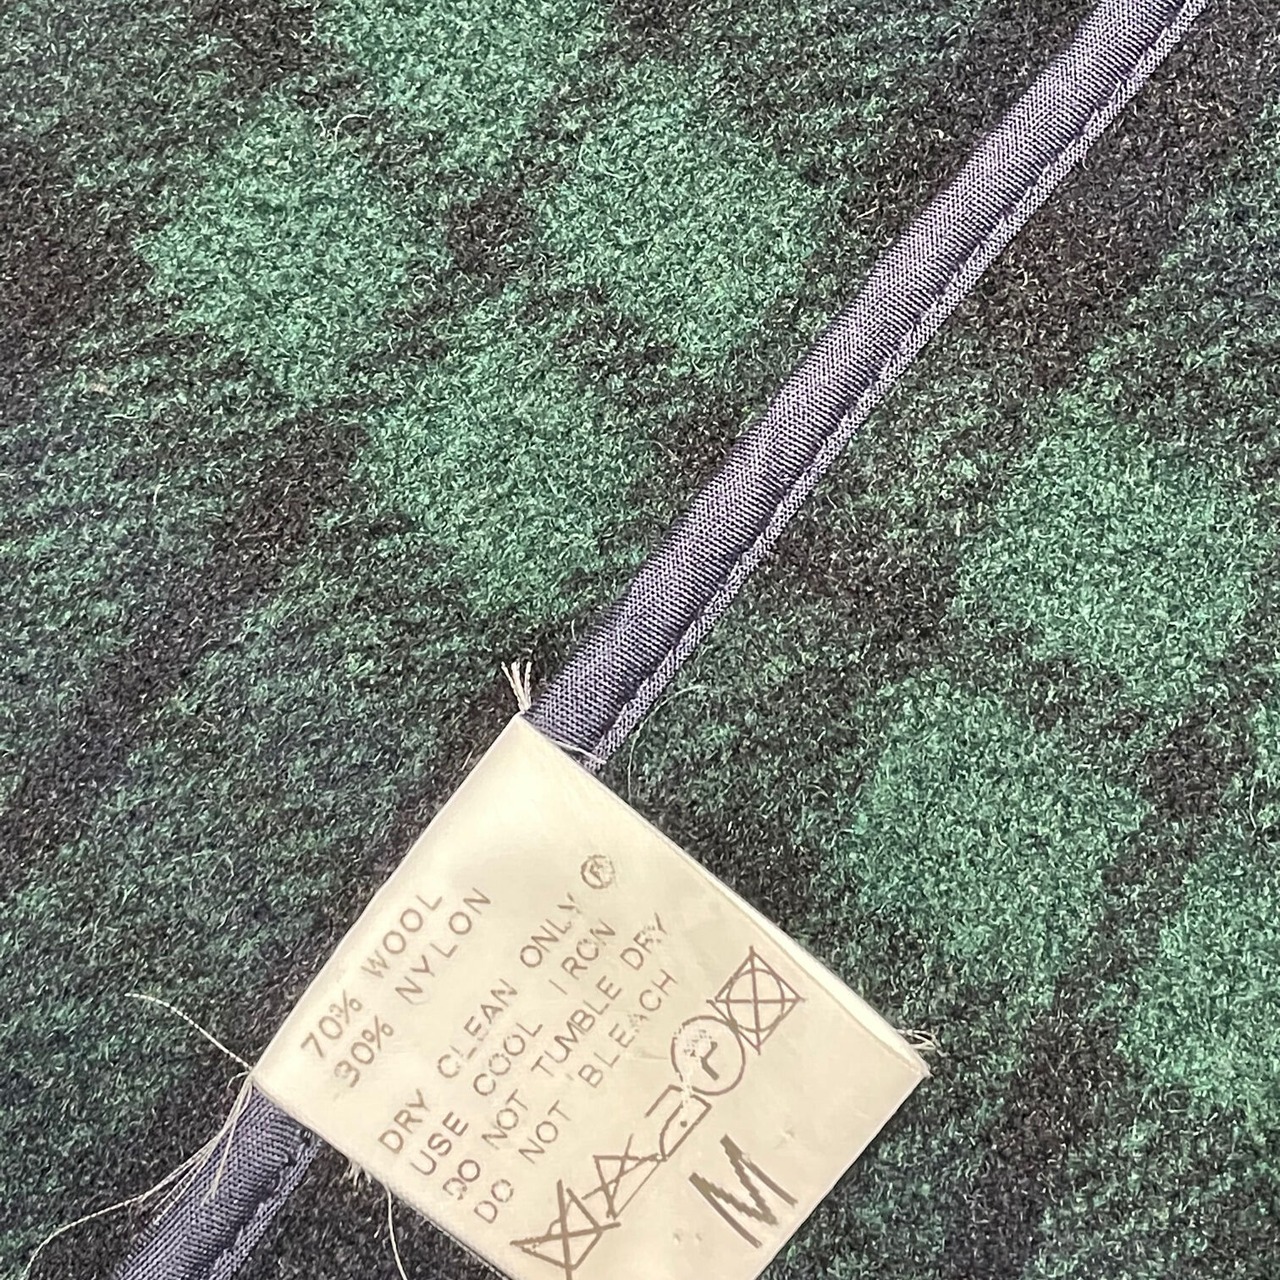 70% WOOL
30% NYLON
DRY CLEAN ONLY Ⓟ
USE COOL IRON
DO NOT TUMBLE DRY
DO NOT BLEACH
P
M